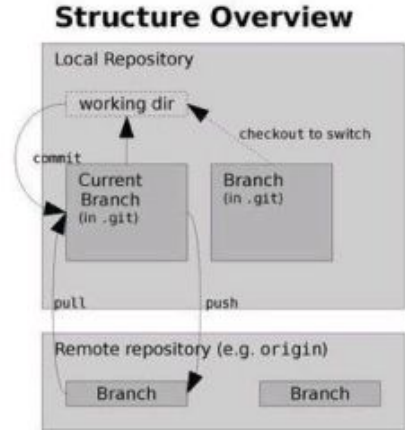 Structure Overview
Local Repository
working dir
checkout to switch
commit
Current
Branch
(in .git)
Branch
(in .git)
pull
push
Remote repository (e.g. origin)
Branch
Branch